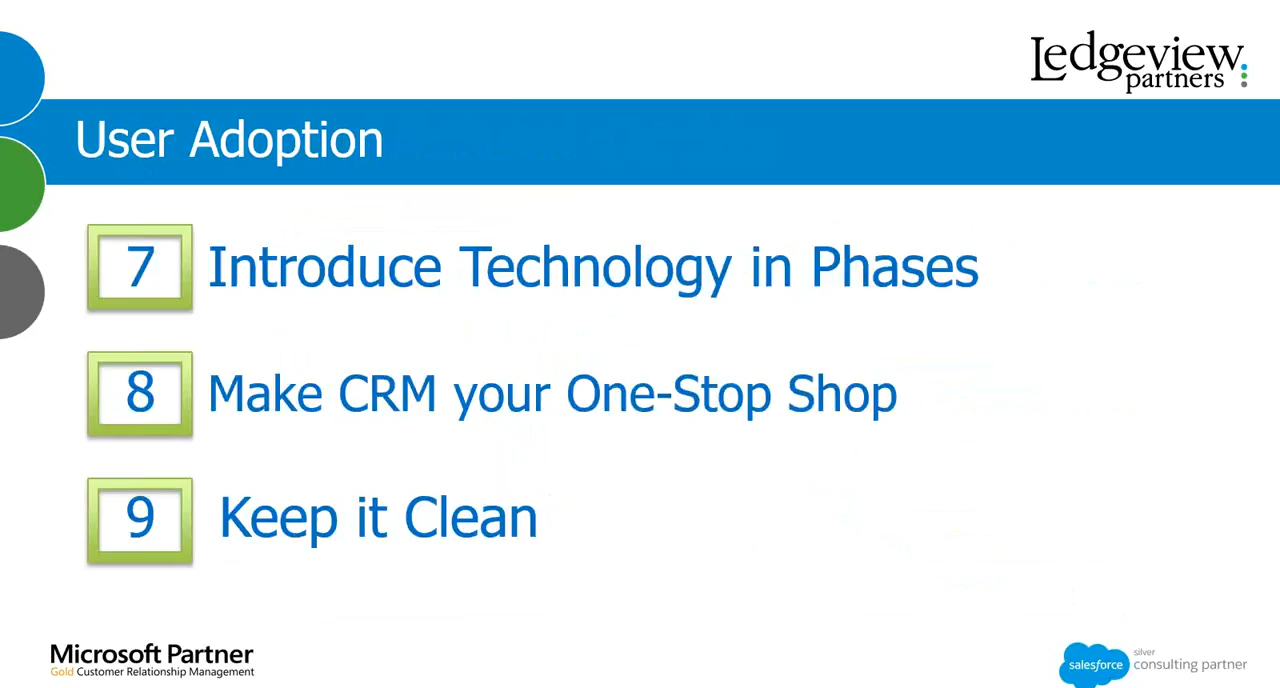 Ledgeview
partners
User Adoption
7 Introduce Technology in Phases
8 Make CRM your One-Stop Shop
9 Keep it Clean
Microsoft Partner
Gold Customer Relationship Management
salesforce
silver
consulting partner